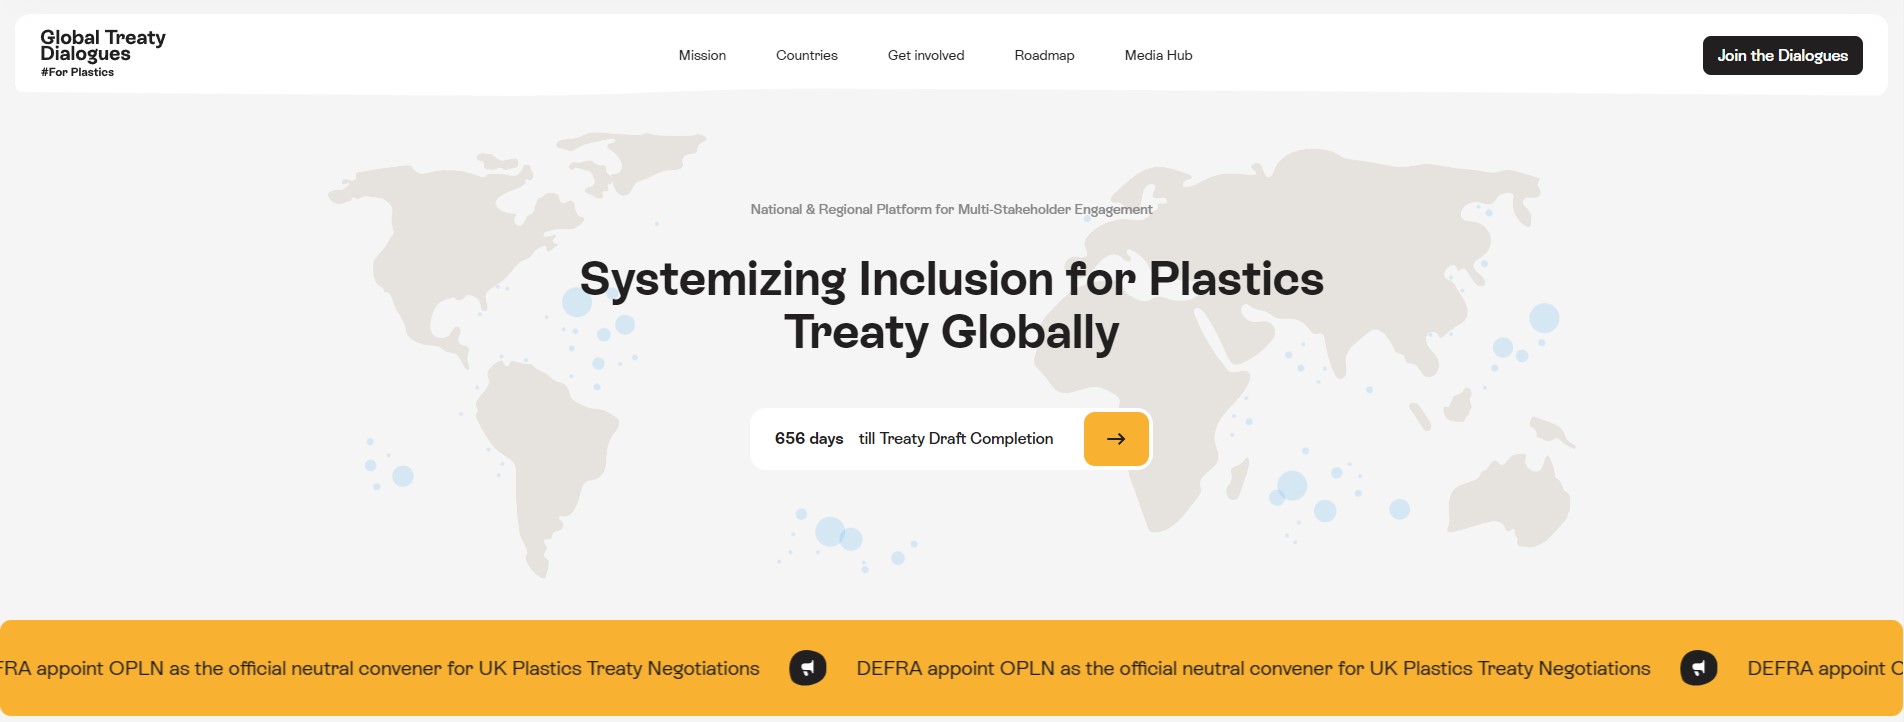 Global Treaty
Dialogues
#For Plastics
Mission
Countries
Get involved
Roadmap
Media Hub
Join the Dialogues
National & Regional Platform for Multi-Stakeholder Engagement
Systemizing Inclusion for Plastics
Treaty Globally
656 days till Treaty Draft Completion
FRA appoint OPLN as the official neutral convener for UK Plastics Treaty Negotiations
DEFRA appoint OPLN as the official neutral convener for UK Plastics Treaty Negotiations
DEFRA appoint